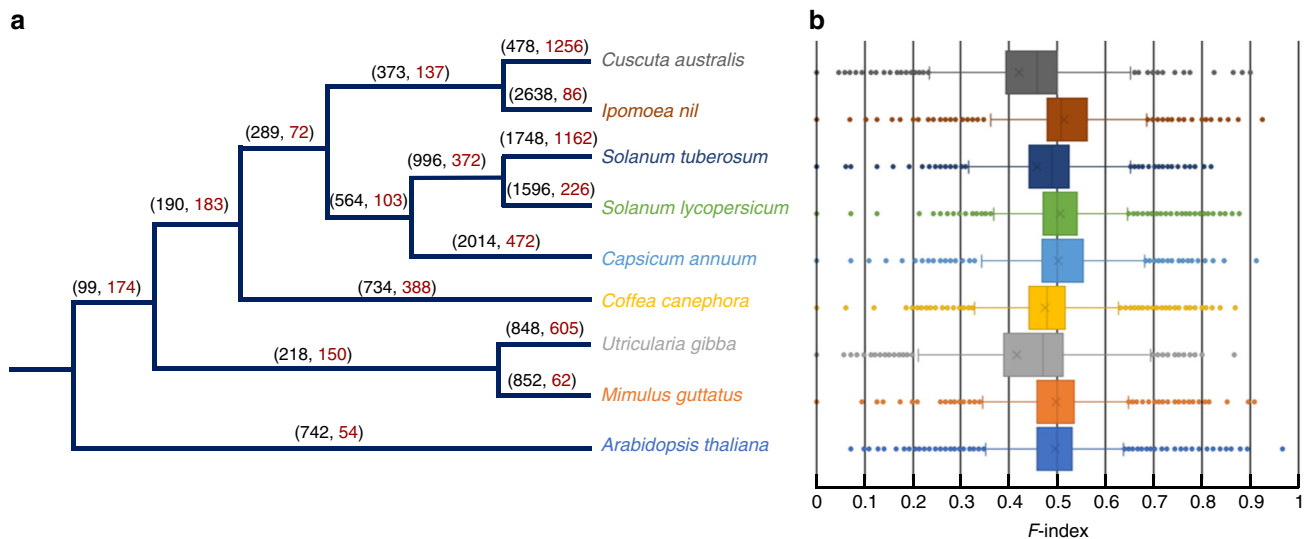 a
b
(478, 1256)
Cuscuta australis
(373, 137)
(2638, 86)
Ipomoea nil
(289, 72)
(1748, 1162)
Solanum tuberosum
(996, 372)
(1596, 226)
(564, 103)
Solanum lycopersicum
(190, 183)
(2014, 472)
Capsicum annuum
(99, 174)
(734, 388)
Coffea canephora
(848, 605)
Utricularia gibba
(218, 150)
(852, 62)
Mimulus guttatus
(742, 54)
Arabidopsis thaliana
0 0.1 0.2 0.3 0.4 0.5 0.6 0.7 0.8 0.9 1
F-index